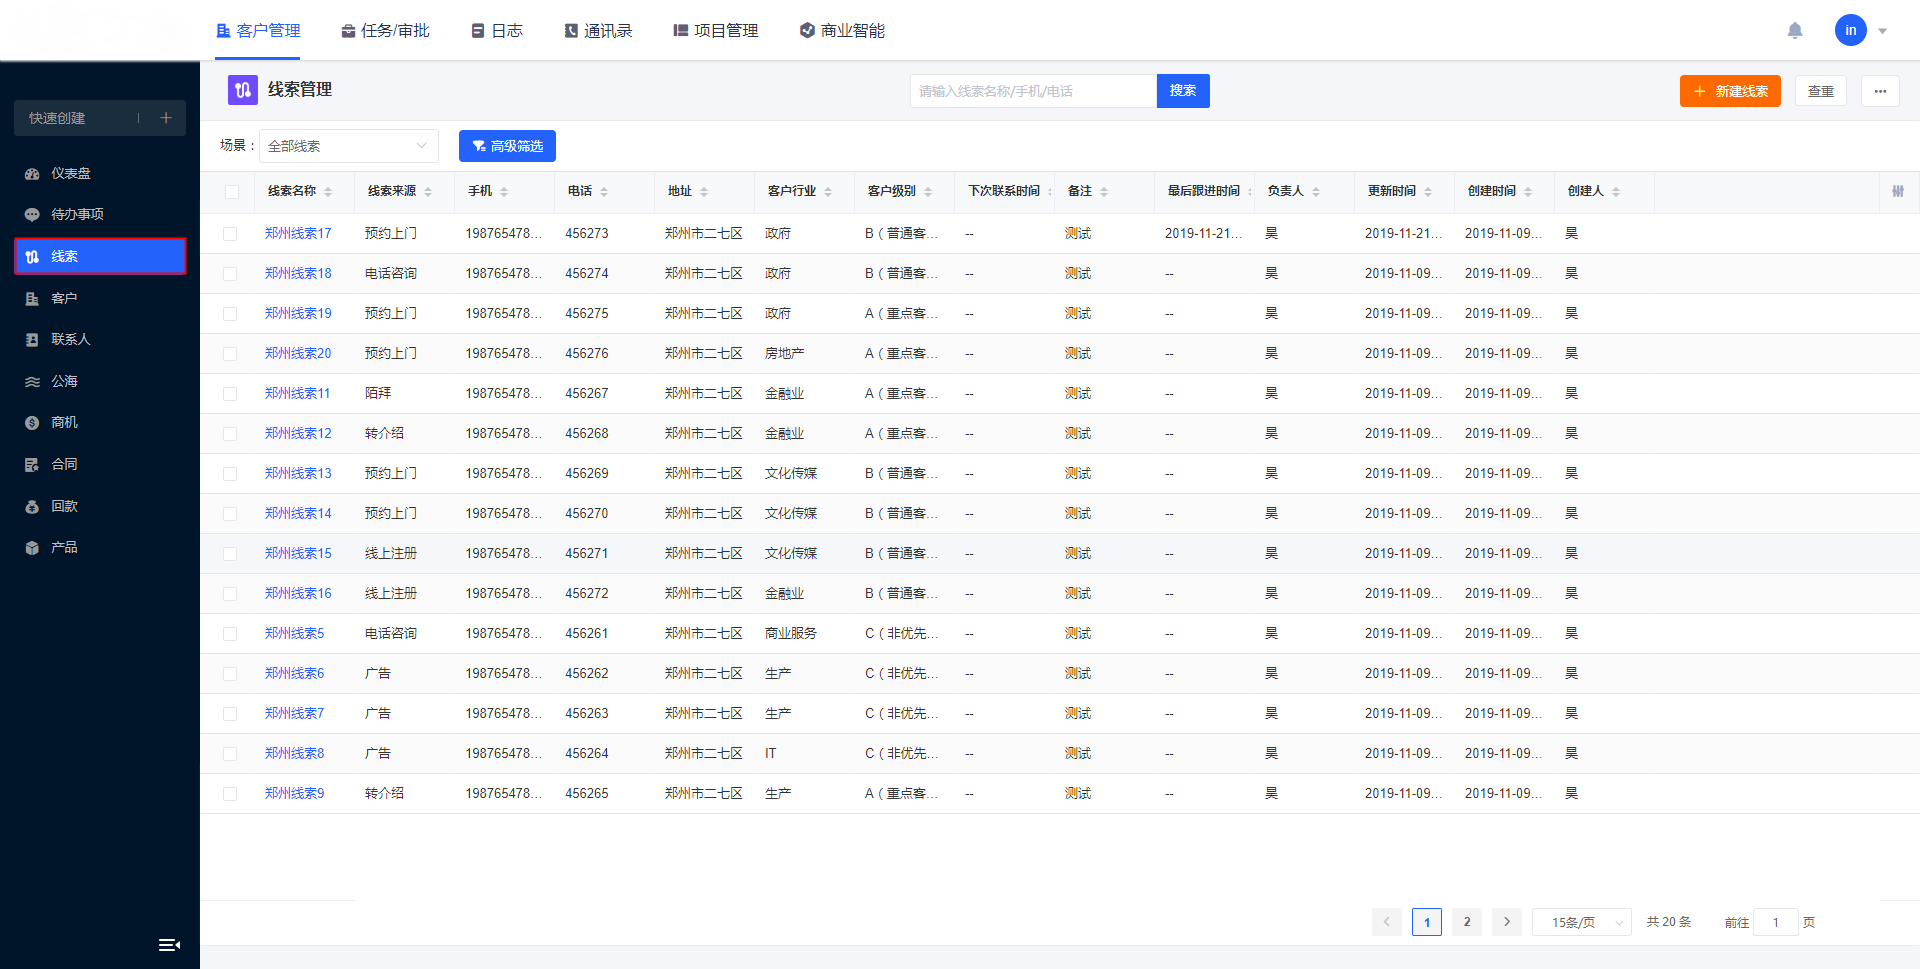 客户管理 任务/审批 日志 通讯录 项目管理 商业智能 in
线索管理 请输入线索名称/手机/电话 搜索 + 新建线索 查重 ...
快速创建 | +
仪表盘
待办事项
线索
客户
联系人
公海
商机
合同
回款
产品
场景： 全部线索 高级筛选
线索名称 线索来源 手机 电话 地址 客户行业 客户级别 下次联系时间 备注 最后跟进时间 负责人 更新时间 创建时间 创建人
郑州线索17 预约上门 198765478... 456273 郑州市二七区 政府 B（普通客... -- 测试 2019-11-21... 昊 2019-11-21... 2019-11-09... 昊
郑州线索18 电话咨询 198765478... 456274 郑州市二七区 政府 B（普通客... -- 测试 -- 昊 2019-11-09... 2019-11-09... 昊
郑州线索19 预约上门 198765478... 456275 郑州市二七区 政府 A（重点客... -- 测试 -- 昊 2019-11-09... 2019-11-09... 昊
郑州线索20 预约上门 198765478... 456276 郑州市二七区 房地产 A（重点客... -- 测试 -- 昊 2019-11-09... 2019-11-09... 昊
郑州线索11 陌拜 198765478... 456267 郑州市二七区 金融业 A（重点客... -- 测试 -- 昊 2019-11-09... 2019-11-09... 昊
郑州线索12 转介绍 198765478... 456268 郑州市二七区 金融业 A（重点客... -- 测试 -- 昊 2019-11-09... 2019-11-09... 昊
郑州线索13 预约上门 198765478... 456269 郑州市二七区 文化传媒 B（普通客... -- 测试 -- 昊 2019-11-09... 2019-11-09... 昊
郑州线索14 预约上门 198765478... 456270 郑州市二七区 文化传媒 B（普通客... -- 测试 -- 昊 2019-11-09... 2019-11-09... 昊
郑州线索15 线上注册 198765478... 456271 郑州市二七区 文化传媒 B（普通客... -- 测试 -- 昊 2019-11-09... 2019-11-09... 昊
郑州线索16 线上注册 198765478... 456272 郑州市二七区 金融业 B（普通客... -- 测试 -- 昊 2019-11-09... 2019-11-09... 昊
郑州线索5 电话咨询 198765478... 456261 郑州市二七区 商业服务 C（非优先... -- 测试 -- 昊 2019-11-09... 2019-11-09... 昊
郑州线索6 广告 198765478... 456262 郑州市二七区 生产 C（非优先... -- 测试 -- 昊 2019-11-09... 2019-11-09... 昊
郑州线索7 广告 198765478... 456263 郑州市二七区 生产 C（非优先... -- 测试 -- 昊 2019-11-09... 2019-11-09... 昊
郑州线索8 广告 198765478... 456264 郑州市二七区 IT C（非优先... -- 测试 -- 昊 2019-11-09... 2019-11-09... 昊
郑州线索9 转介绍 198765478... 456265 郑州市二七区 生产 A（重点客... -- 测试 -- 昊 2019-11-09... 2019-11-09... 昊
< 1 2 > 15条/页 共 20 条 前往 1 页